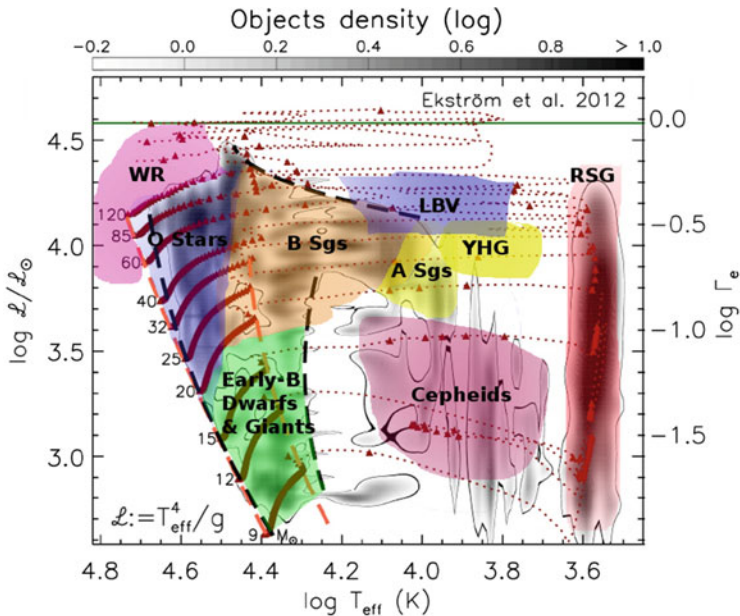 Objects density (log)
-0.2 0.0 0.2 0.4 0.6 0.8 > 1.0
Ekström et al. 2012
4.5
4.0
3.5
3.0
log ℒ/ℒ⊙
0.0
-0.5
-1.0
-1.5
log Γe
WR
RSG
LBV
O Stars
B Sgs
YHG
A Sgs
120
85
60
40
32
25
20
15
12
9 M⊙
Early-B
Dwarfs
& Giants
Cepheids
ℒ:=T⁴eff/g
4.8 4.6 4.4 4.2 4.0 3.8 3.6
log Teff (K)